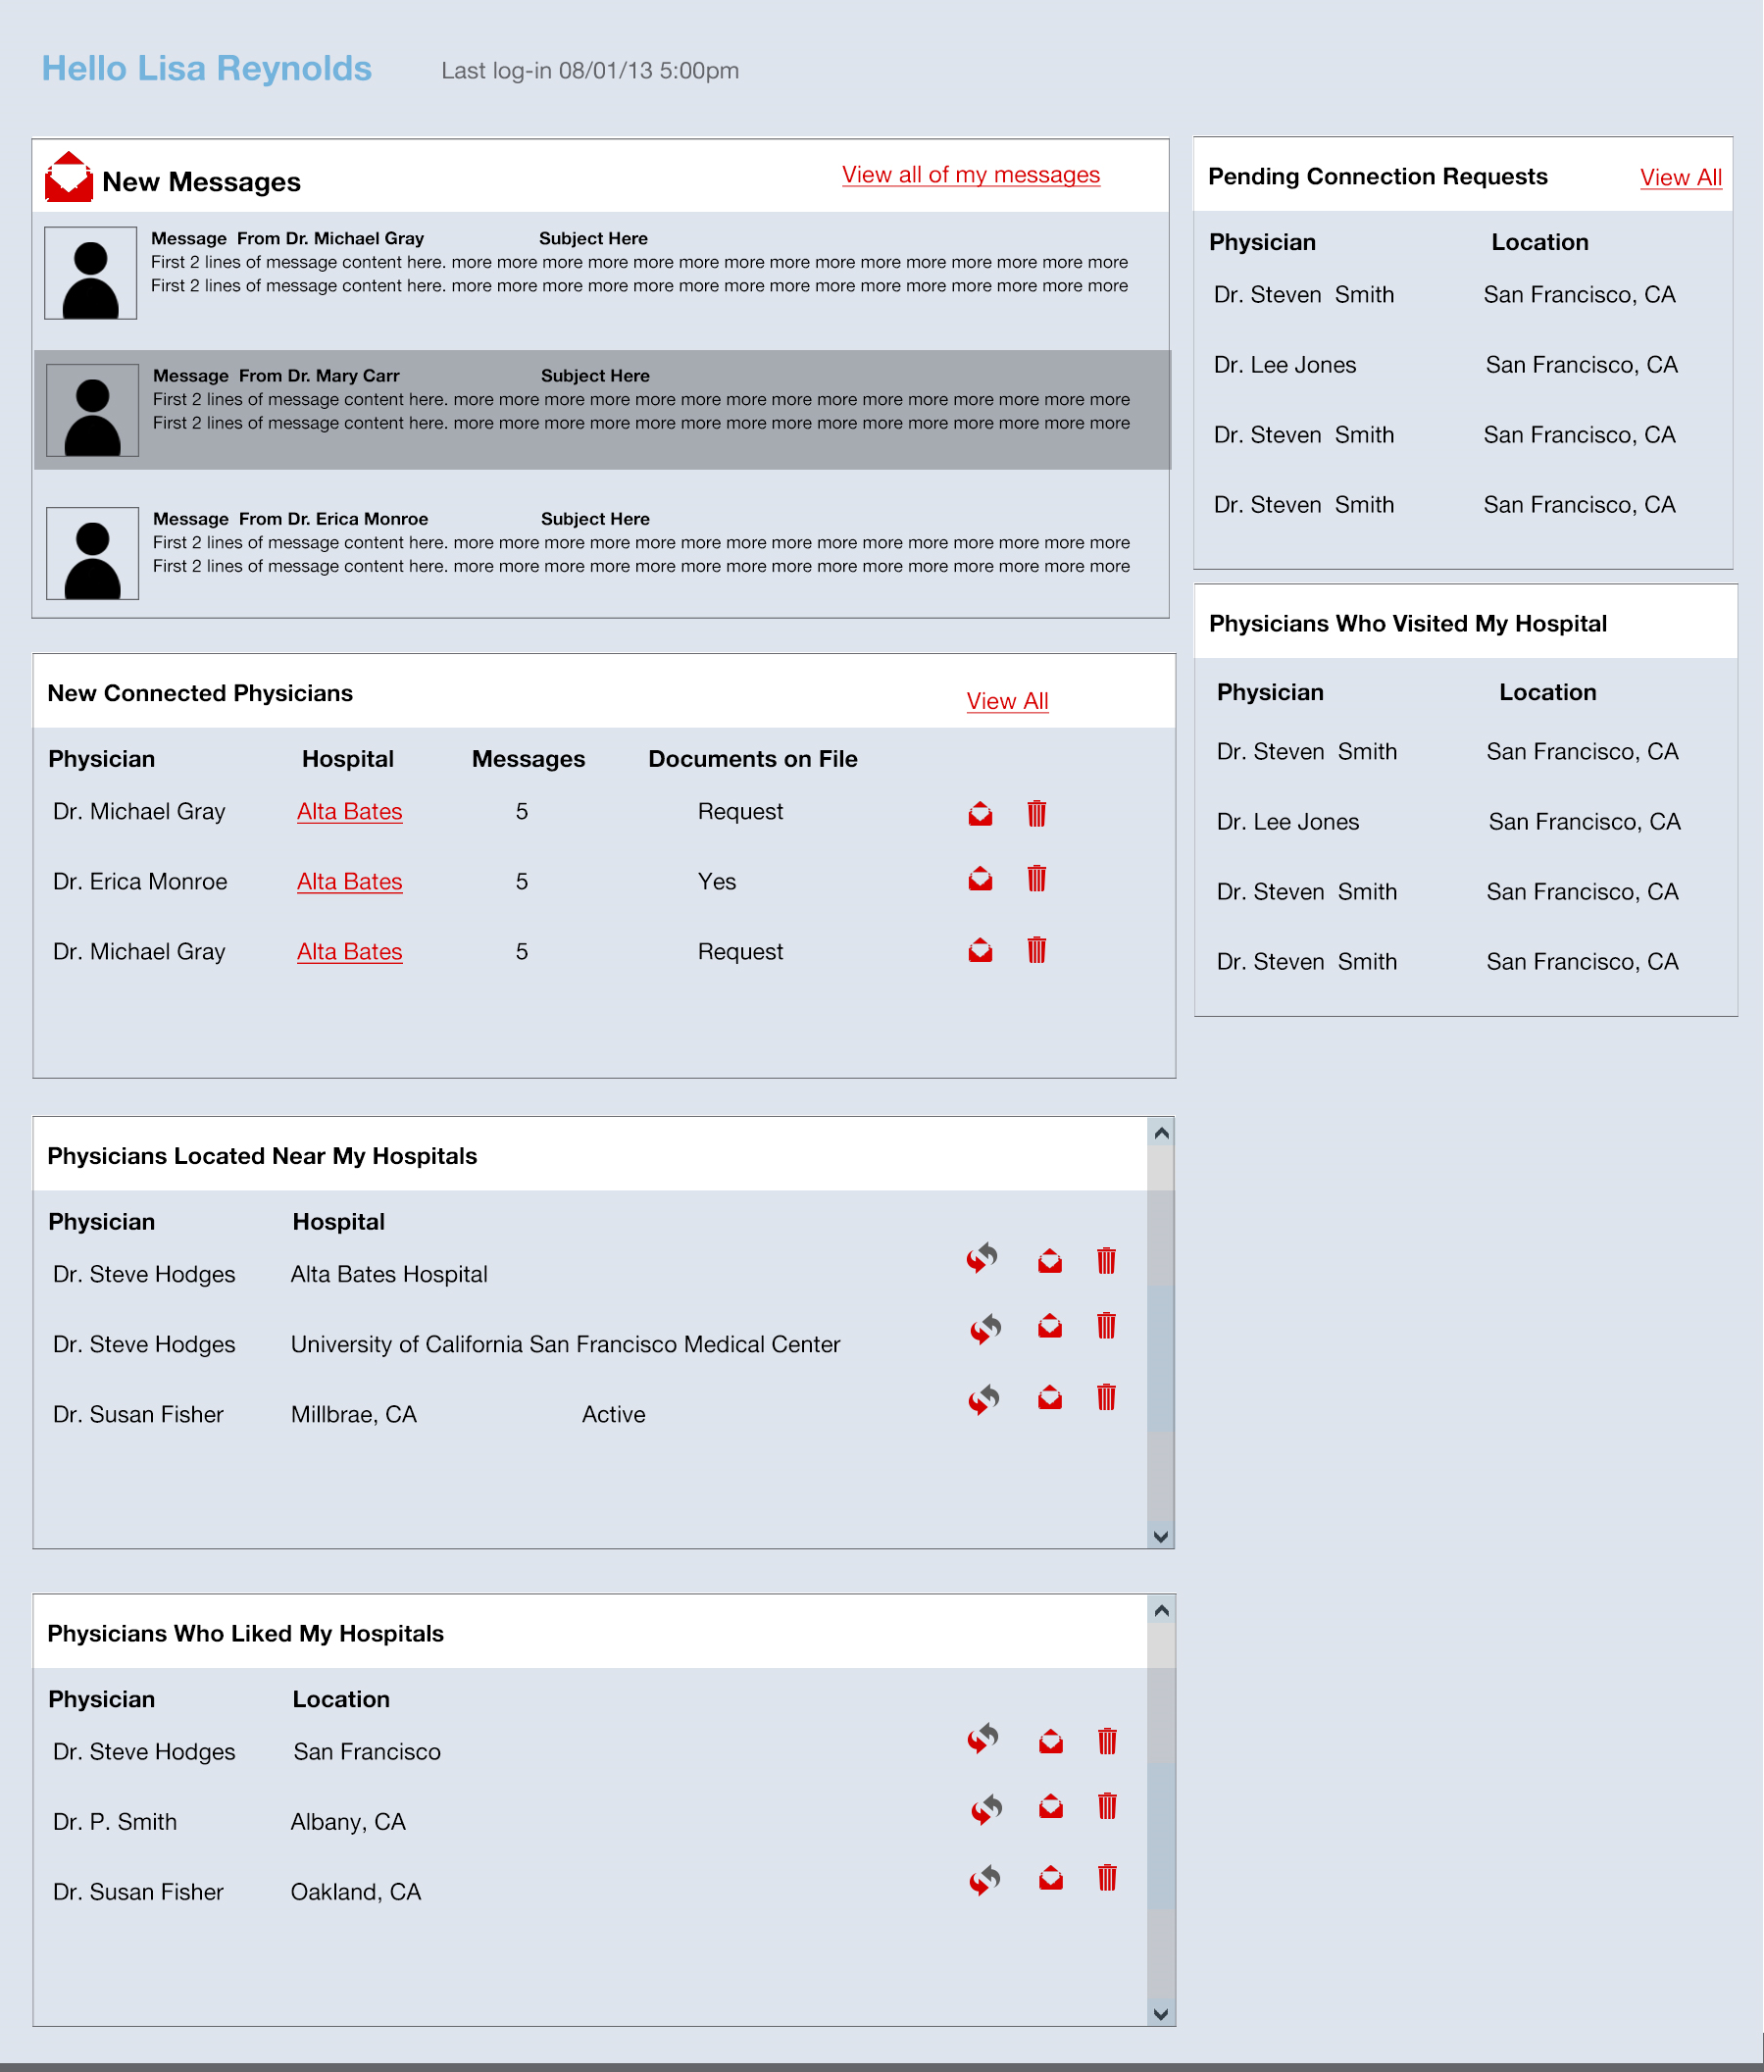 Hello Lisa Reynolds Last log-in 08/01/13 5:00pm
New Messages View all of my messages
Message From Dr. Michael Gray Subject Here
First 2 lines of message content here. more more more more more more more more more more more more more more more
First 2 lines of message content here. more more more more more more more more more more more more more more more
Message From Dr. Mary Carr Subject Here
First 2 lines of message content here. more more more more more more more more more more more more more more more
First 2 lines of message content here. more more more more more more more more more more more more more more more
Message From Dr. Erica Monroe Subject Here
First 2 lines of message content here. more more more more more more more more more more more more more more more
First 2 lines of message content here. more more more more more more more more more more more more more more more
Pending Connection Requests View All
Physician Location
Dr. Steven Smith San Francisco, CA
Dr. Lee Jones San Francisco, CA
Dr. Steven Smith San Francisco, CA
Dr. Steven Smith San Francisco, CA
Physicians Who Visited My Hospital
Physician Location
Dr. Steven Smith San Francisco, CA
Dr. Lee Jones San Francisco, CA
Dr. Steven Smith San Francisco, CA
Dr. Steven Smith San Francisco, CA
New Connected Physicians View All
Physician Hospital Messages Documents on File
Dr. Michael Gray Alta Bates 5 Request
Dr. Erica Monroe Alta Bates 5 Yes
Dr. Michael Gray Alta Bates 5 Request
Physicians Located Near My Hospitals
Physician Hospital
Dr. Steve Hodges Alta Bates Hospital
Dr. Steve Hodges University of California San Francisco Medical Center
Dr. Susan Fisher Millbrae, CA Active
Physicians Who Liked My Hospitals
Physician Location
Dr. Steve Hodges San Francisco
Dr. P. Smith Albany, CA
Dr. Susan Fisher Oakland, CA